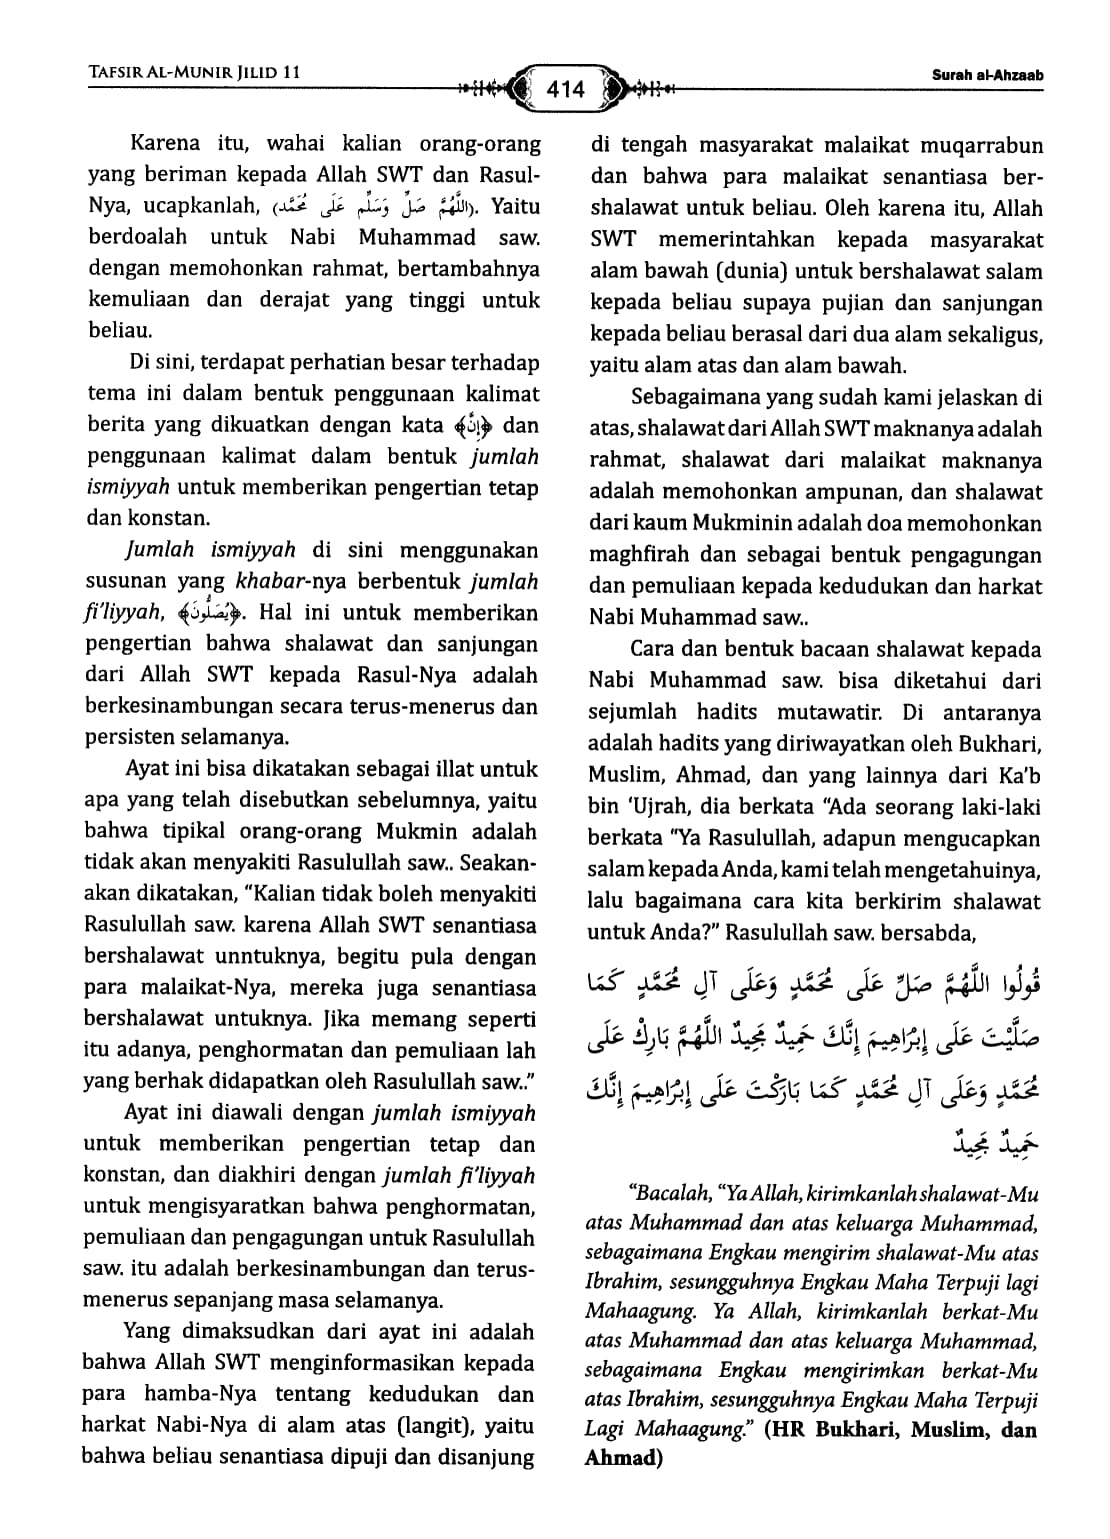 TAFSIR AL-MUNIR JILID 11
414
Surah al-Ahzaab
Karena itu, wahai kalian orang-orang
yang beriman kepada Allah SWT dan Rasul-
Nya, ucapkanlah, (اللَّهُمَّ صَلِّ وَسَلِّم عَلَى مُحَمَّد). Yaitu
berdoalah untuk Nabi Muhammad saw.
dengan memohonkan rahmat, bertambahnya
kemuliaan dan derajat yang tinggi untuk
beliau.
Di sini, terdapat perhatian besar terhadap
tema ini dalam bentuk penggunaan kalimat
berita yang dikuatkan dengan kata ﴿إِنَّ﴾ dan
penggunaan kalimat dalam bentuk jumlah
ismiyyah untuk memberikan pengertian tetap
dan konstan.
Jumlah ismiyyah di sini menggunakan
susunan yang khabar-nya berbentuk jumlah
fi’liyyah, ﴿يُصَلُّونَ﴾. Hal ini untuk memberikan
pengertian bahwa shalawat dan sanjungan
dari Allah SWT kepada Rasul-Nya adalah
berkesinambungan secara terus-menerus dan
persisten selamanya.
Ayat ini bisa dikatakan sebagai illat untuk
apa yang telah disebutkan sebelumnya, yaitu
bahwa tipikal orang-orang Mukmin adalah
tidak akan menyakiti Rasulullah saw.. Seakan-
akan dikatakan, “Kalian tidak boleh menyakiti
Rasulullah saw. karena Allah SWT senantiasa
bershalawat unntuknya, begitu pula dengan
para malaikat-Nya, mereka juga senantiasa
bershalawat untuknya. Jika memang seperti
itu adanya, penghormatan dan pemuliaan lah
yang berhak didapatkan oleh Rasulullah saw..”
Ayat ini diawali dengan jumlah ismiyyah
untuk memberikan pengertian tetap dan
konstan, dan diakhiri dengan jumlah fi’liyyah
untuk mengisyaratkan bahwa penghormatan,
pemuliaan dan pengagungan untuk Rasulullah
saw. itu adalah berkesinambungan dan terus-
menerus sepanjang masa selamanya.
Yang dimaksudkan dari ayat ini adalah
bahwa Allah SWT menginformasikan kepada
para hamba-Nya tentang kedudukan dan
harkat Nabi-Nya di alam atas (langit), yaitu
bahwa beliau senantiasa dipuji dan disanjung
di tengah masyarakat malaikat muqarrabun
dan bahwa para malaikat senantiasa ber-
shalawat untuk beliau. Oleh karena itu, Allah
SWT memerintahkan kepada masyarakat
alam bawah (dunia) untuk bershalawat salam
kepada beliau supaya pujian dan sanjungan
kepada beliau berasal dari dua alam sekaligus,
yaitu alam atas dan alam bawah.
Sebagaimana yang sudah kami jelaskan di
atas, shalawat dari Allah SWT maknanya adalah
rahmat, shalawat dari malaikat maknanya
adalah memohonkan ampunan, dan shalawat
dari kaum Mukminin adalah doa memohonkan
maghfirah dan sebagai bentuk pengagungan
dan pemuliaan kepada kedudukan dan harkat
Nabi Muhammad saw..
Cara dan bentuk bacaan shalawat kepada
Nabi Muhammad saw. bisa diketahui dari
sejumlah hadits mutawatir. Di antaranya
adalah hadits yang diriwayatkan oleh Bukhari,
Muslim, Ahmad, dan yang lainnya dari Ka’b
bin ‘Ujrah, dia berkata “Ada seorang laki-laki
berkata “Ya Rasulullah, adapun mengucapkan
salam kepada Anda, kami telah mengetahuinya,
lalu bagaimana cara kita berkirim shalawat
untuk Anda?” Rasulullah saw. bersabda,
قُولُوا اللَّهُمَّ صَلِّ عَلَى مُحَمَّدٍ وَعَلَى آلِ مُحَمَّدٍ كَمَا
صَلَّيْتَ عَلَى إِبْرَاهِيمَ إِنَّكَ حَمِيدٌ مَجِيدٌ اللَّهُمَّ بَارِكْ عَلَى
مُحَمَّدٍ وَعَلَى آلِ مُحَمَّدٍ كَمَا بَارَكْتَ عَلَى إِبْرَاهِيمَ إِنَّكَ
حَمِيدٌ مَجِيدٌ
“Bacalah, “Ya Allah, kirimkanlah shalawat-Mu
atas Muhammad dan atas keluarga Muhammad,
sebagaimana Engkau mengirim shalawat-Mu atas
Ibrahim, sesungguhnya Engkau Maha Terpuji lagi
Mahaagung. Ya Allah, kirimkanlah berkat-Mu
atas Muhammad dan atas keluarga Muhammad,
sebagaimana Engkau mengirimkan berkat-Mu
atas Ibrahim, sesungguhnya Engkau Maha Terpuji
Lagi Mahaagung.” (HR Bukhari, Muslim, dan
Ahmad)